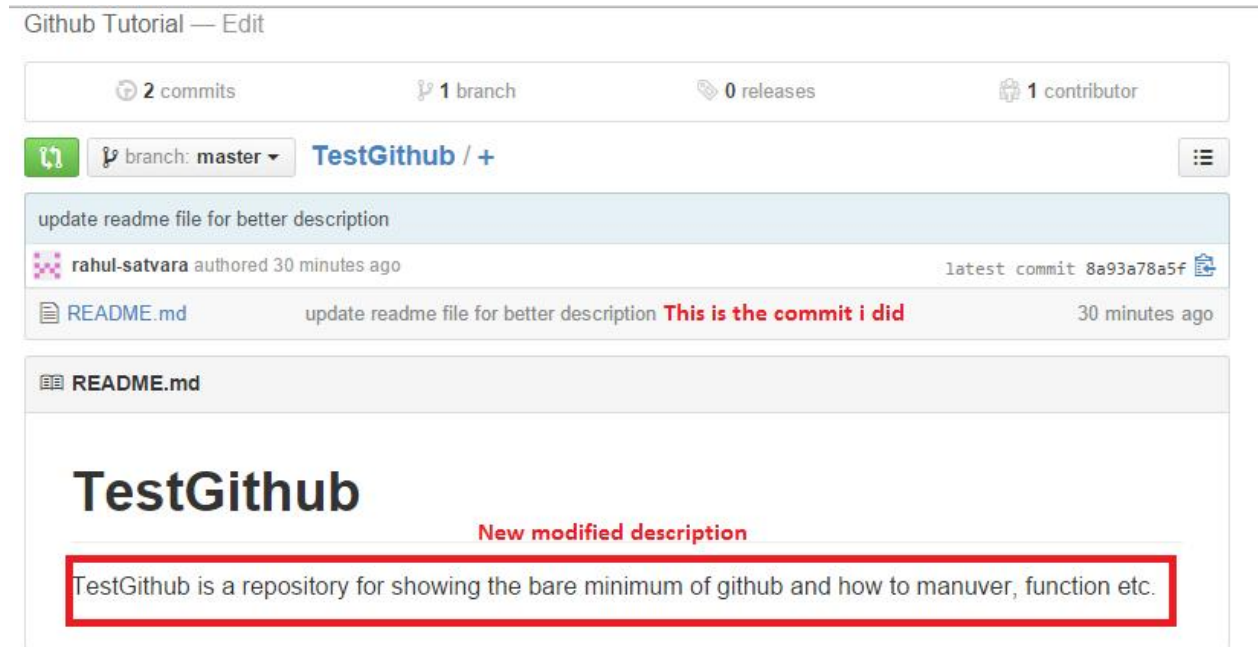 Github Tutorial — Edit
2 commits 1 branch 0 releases 1 contributor
branch: master TestGithub / +
update readme file for better description
rahul-satvara authored 30 minutes ago latest commit 8a93a78a5f
README.md update readme file for better description This is the commit i did 30 minutes ago
README.md
TestGithub
New modified description
TestGithub is a repository for showing the bare minimum of github and how to manuver, function etc.